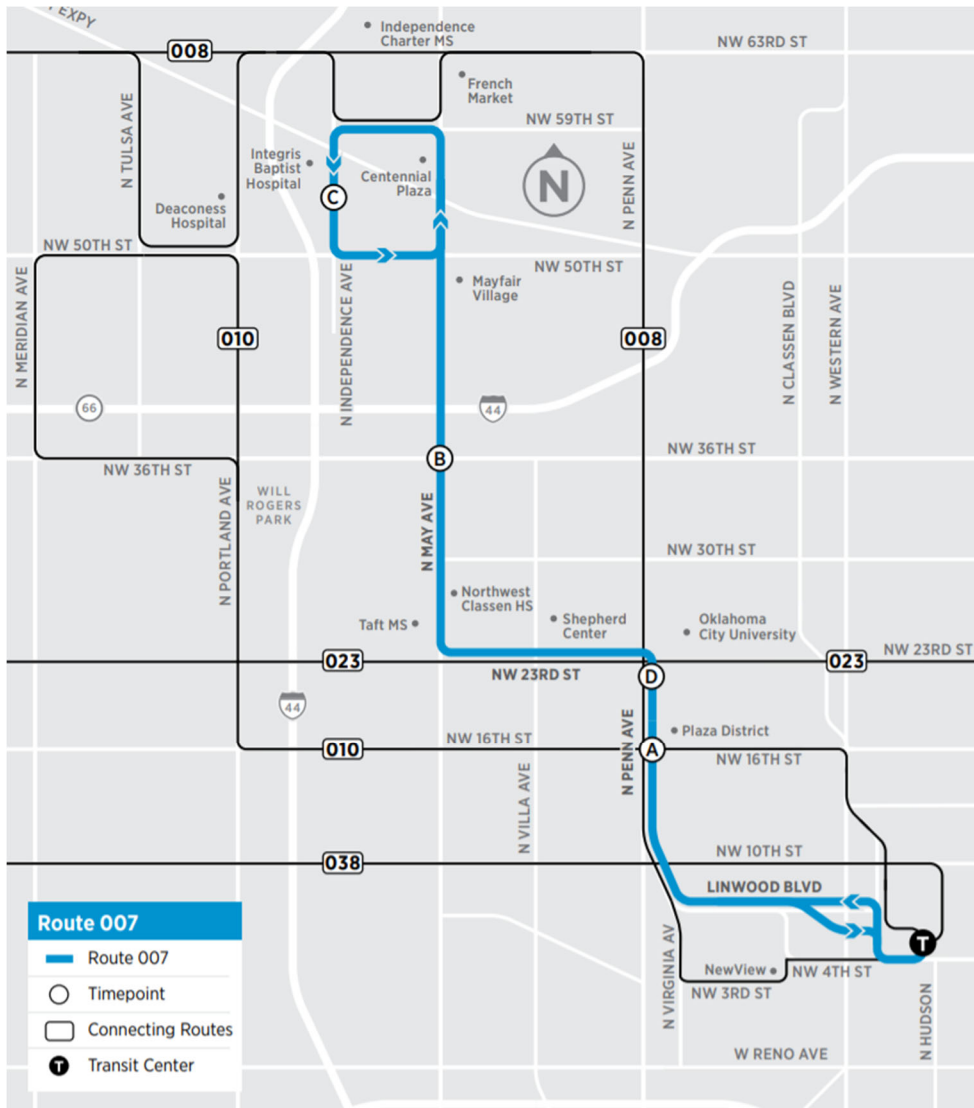 EXPY
Independence
Charter MS
008
NW 63RD ST
French
Market
N TULSA AVE
NW 59TH ST
Integris
Baptist
Hospital
Centennial
Plaza
N
N PENN AVE
C
Deaconess
Hospital
NW 50TH ST
NW 50TH ST
Mayfair
Village
N MERIDIAN AVE
010
N INDEPENDENCE AVE
008
N CLASSEN BLVD
N WESTERN AVE
66
44
B
NW 36TH ST
NW 36TH ST
WILL
ROGERS
PARK
N PORTLAND AVE
N MAY AVE
NW 30TH ST
Northwest
Classen HS
Taft MS
Shepherd
Center
Oklahoma
City University
023
023
NW 23RD ST
NW 23RD ST
D
44
N PENN AVE
Plaza District
010
NW 16TH ST
A
NW 16TH ST
N VILLA AVE
038
NW 10TH ST
LINWOOD BLVD
T
N VIRGINIA AV
NewView
NW 4TH ST
NW 3RD ST
N HUDSON
W RENO AVE
Route 007
Route 007
Timepoint
Connecting Routes
T Transit Center